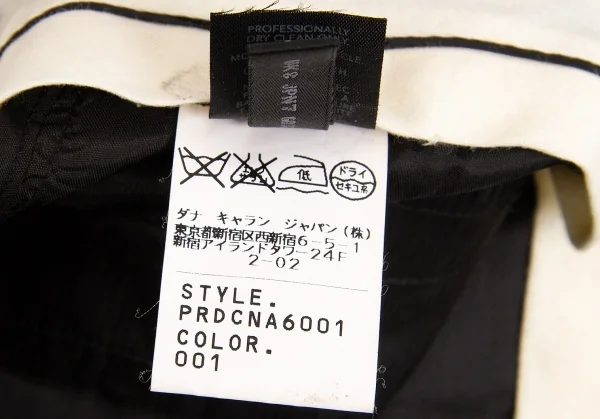 PROFESSIONALLY
DRY CLEAN ONLY
低
ドライ
セキユ系
ダナ キャラン ジャパン(株)
東京都新宿区西新宿6-5-1
新宿アイランドタワー24F
2-02
STYLE.
PRDCNA6001
COLOR.
001